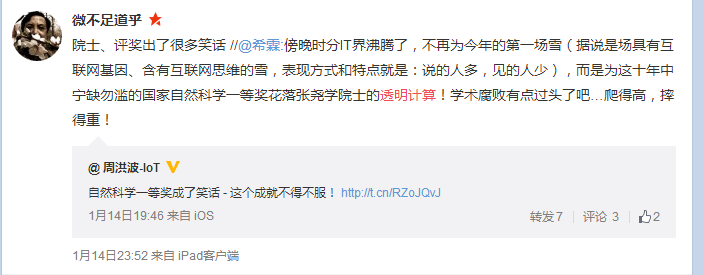 微不足道乎
院士、评奖出了很多笑话 //@希霖:傍晚时分IT界沸腾了，不再为今年的第一场雪（据说是场具有
互联网基因、含有互联网思维的雪，表现方式和特点就是：说的人多，见的人少），而是为这十年中
宁缺勿滥的国家自然科学一等奖花落张尧学院士的透明计算！学术腐败有点过头了吧…爬得高，摔
得重！
@ 周洪波-IoT
自然科学一等奖成了笑话 - 这个成就不得不服！ http://t.cn/RZoJQvJ
1月14日19:46 来自 iOS 转发7 | 评论 3 | 2
1月14日23:52 来自 iPad客户端